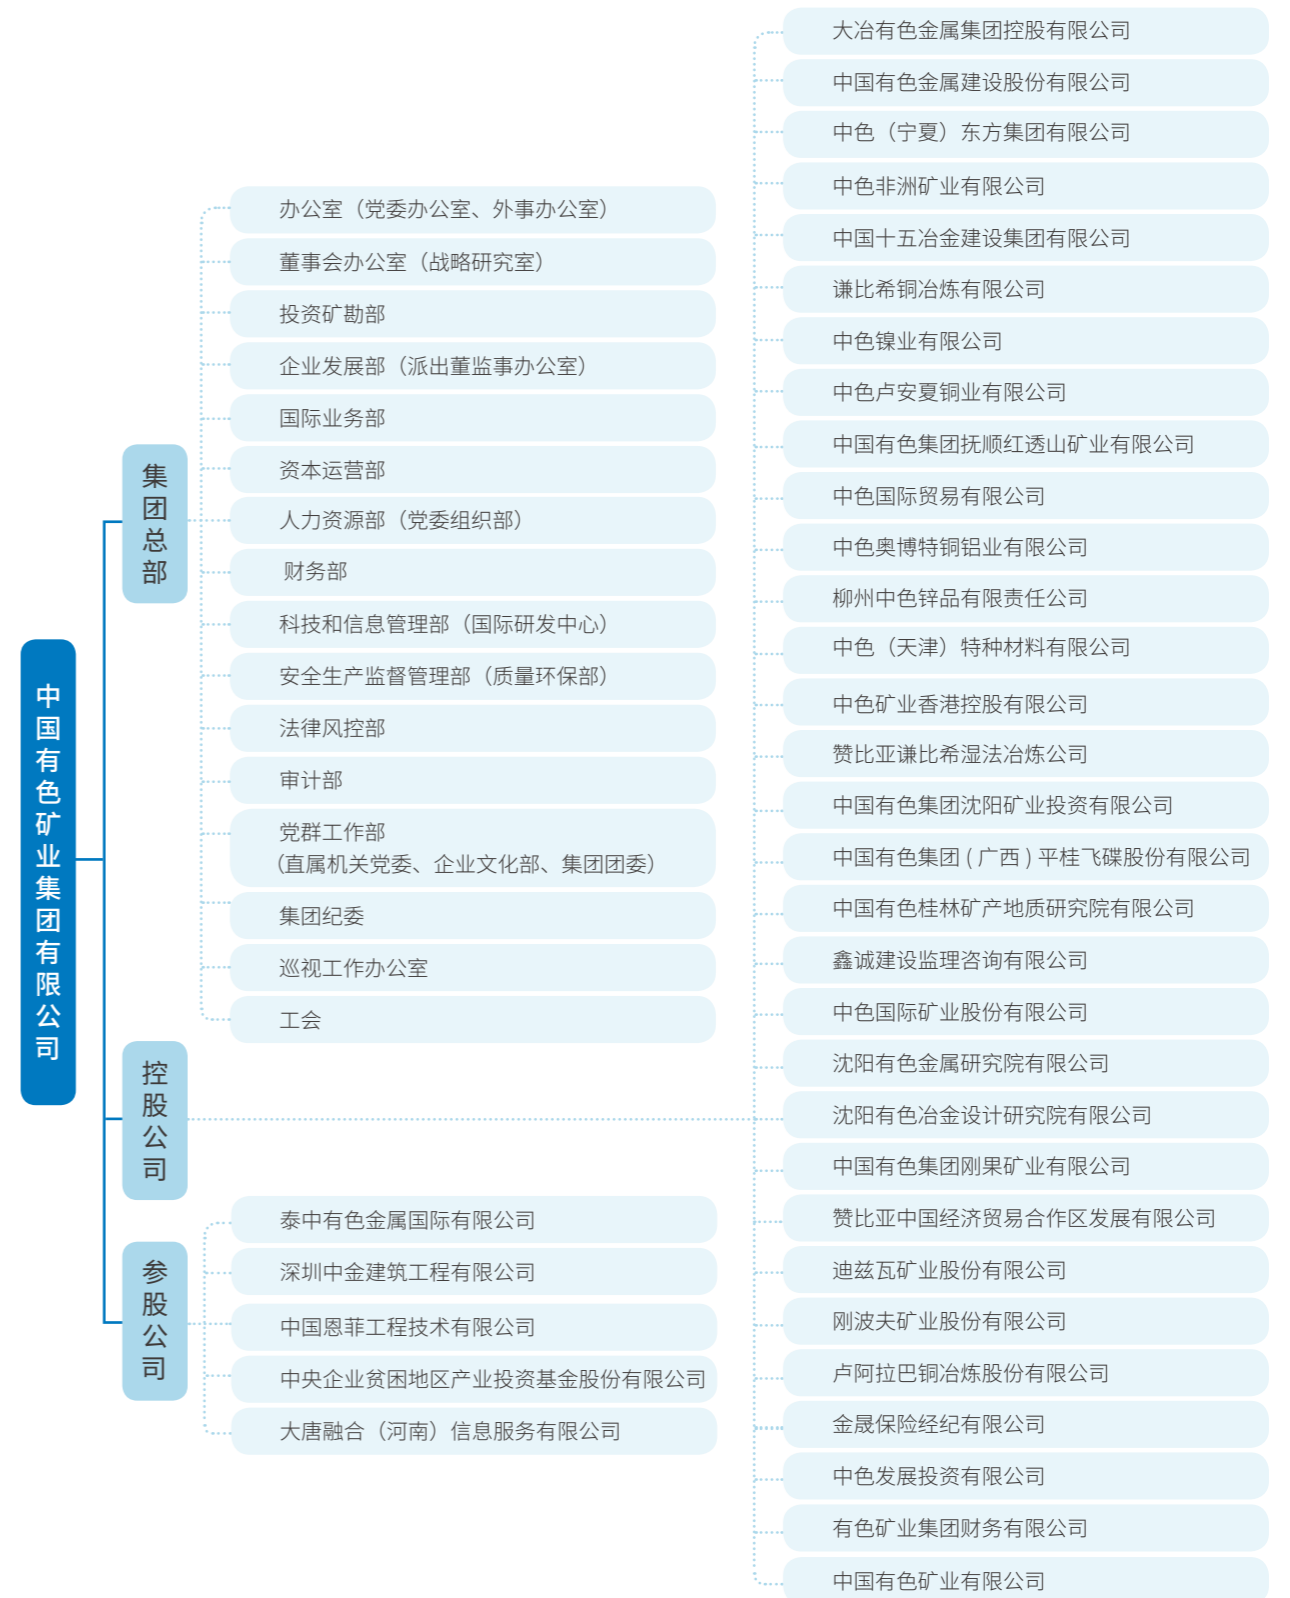 中国有色矿业集团有限公司
集团总部
办公室（党委办公室、外事办公室）
董事会办公室（战略研究室）
投资矿勘部
企业发展部（派出董监事办公室）
国际业务部
资本运营部
人力资源部（党委组织部）
财务部
科技和信息管理部（国际研发中心）
安全生产监督管理部（质量环保部）
法律风控部
审计部
党群工作部
（直属机关党委、企业文化部、集团团委）
集团纪委
巡视工作办公室
工会
控股公司
大冶有色金属集团控股有限公司
中国有色金属建设股份有限公司
中色（宁夏）东方集团有限公司
中色非洲矿业有限公司
中国十五冶金建设集团有限公司
谦比希铜冶炼有限公司
中色镍业有限公司
中色卢安夏铜业有限公司
中国有色集团抚顺红透山矿业有限公司
中色国际贸易有限公司
中色奥博特铜铝业有限公司
柳州中色锌品有限责任公司
中色（天津）特种材料有限公司
中色矿业香港控股有限公司
赞比亚谦比希湿法冶炼公司
中国有色集团沈阳矿业投资有限公司
中国有色集团 ( 广西 ) 平桂飞碟股份有限公司
中国有色桂林矿产地质研究院有限公司
鑫诚建设监理咨询有限公司
中色国际矿业股份有限公司
沈阳有色金属研究院有限公司
沈阳有色冶金设计研究院有限公司
中国有色集团刚果矿业有限公司
赞比亚中国经济贸易合作区发展有限公司
迪兹瓦矿业股份有限公司
刚波夫矿业股份有限公司
卢阿拉巴铜冶炼股份有限公司
金晟保险经纪有限公司
中色发展投资有限公司
有色矿业集团财务有限公司
中国有色矿业有限公司
参股公司
泰中有色金属国际有限公司
深圳中金建筑工程有限公司
中国恩菲工程技术有限公司
中央企业贫困地区产业投资基金股份有限公司
大唐融合（河南）信息服务有限公司